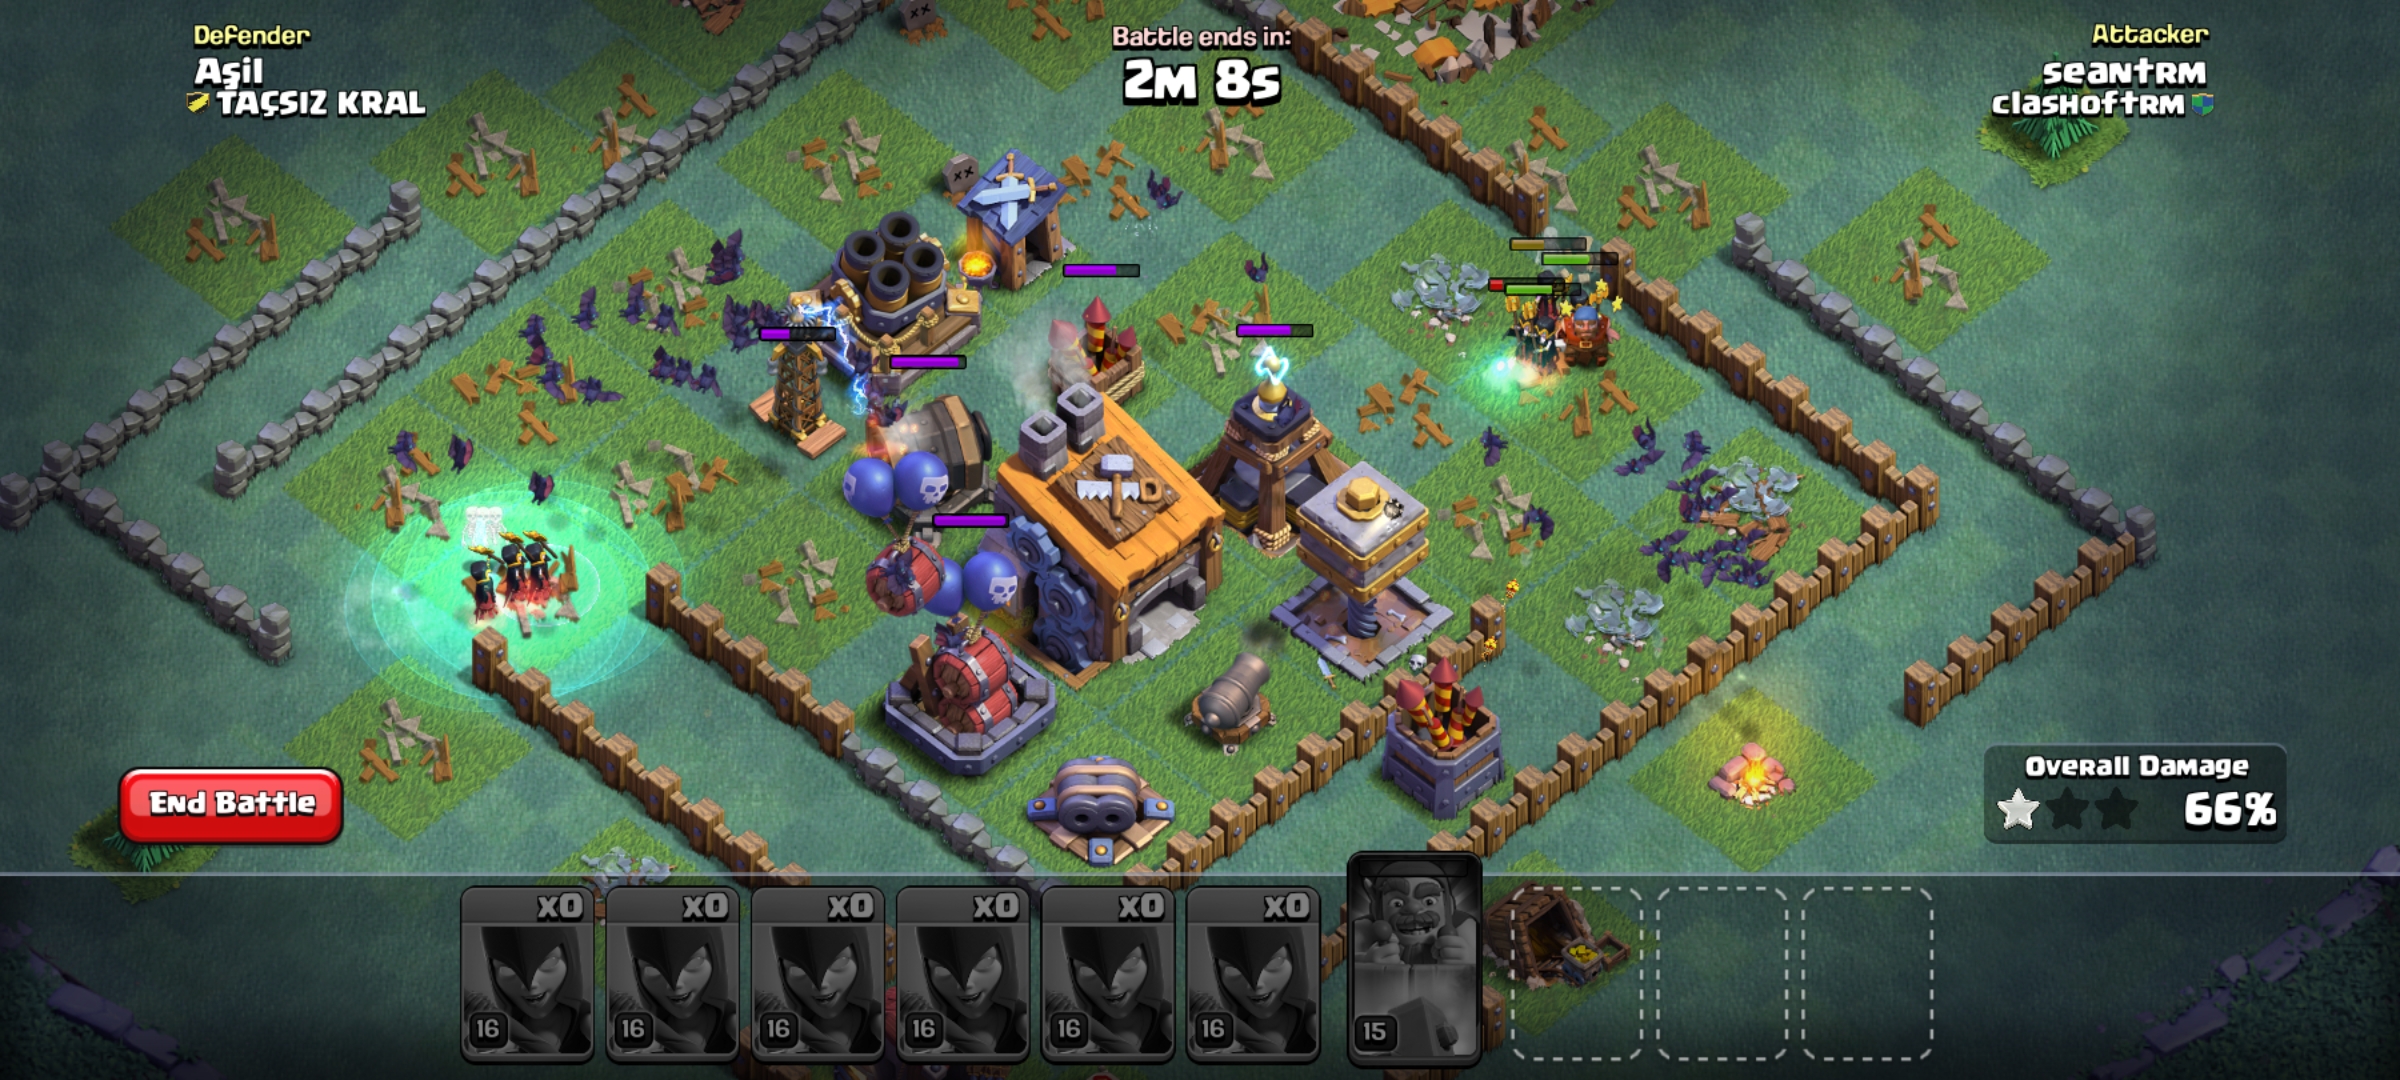 Defender
Aşil
TAÇSIZ KRAL
Battle ends in:
2M 8s
Attacker
seantRM
clashoftRM
End Battle
Overall Damage
66%
x0
x0
x0
x0
x0
x0
16
16
16
16
16
16
15